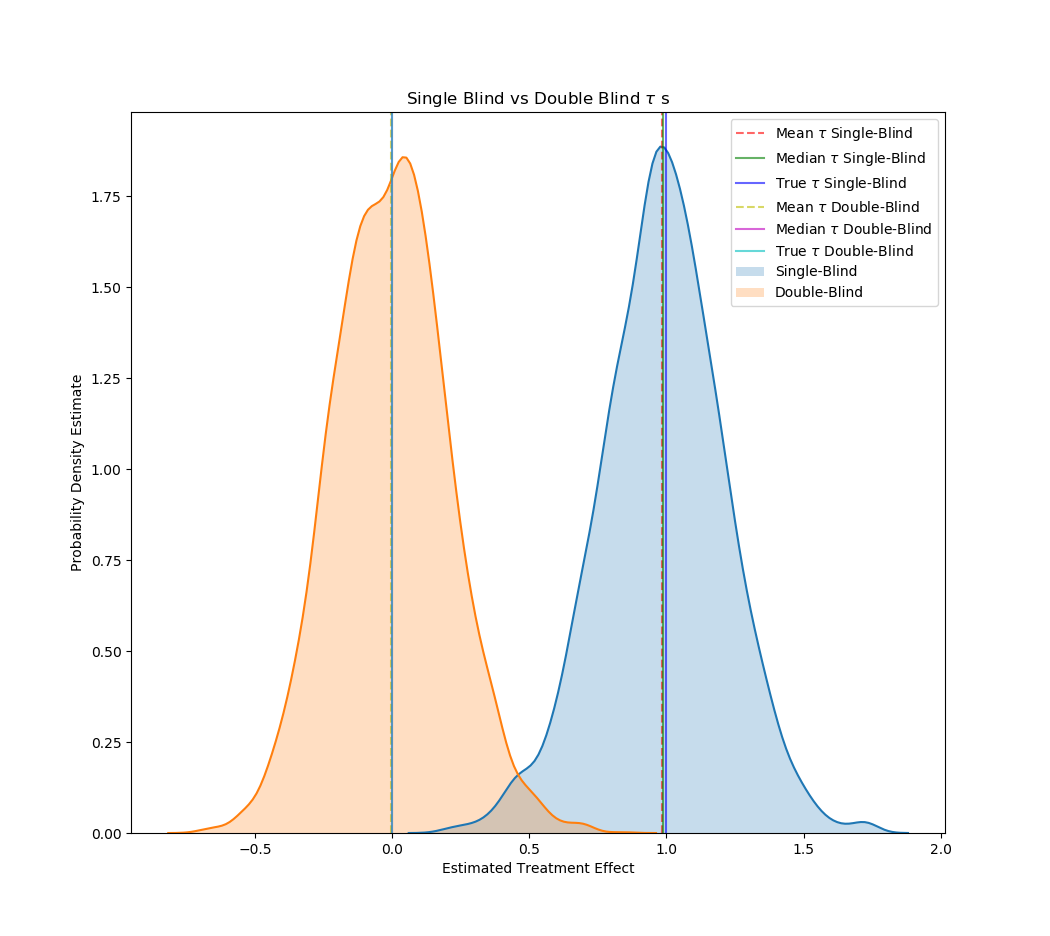 Single Blind vs Double Blind τ s
Mean τ Single-Blind
Median τ Single-Blind
True τ Single-Blind
Mean τ Double-Blind
Median τ Double-Blind
True τ Double-Blind
Single-Blind
Double-Blind
Probability Density Estimate
1.75
1.50
1.25
1.00
0.75
0.50
0.25
0.00
−0.5
0.0
0.5
1.0
1.5
2.0
Estimated Treatment Effect